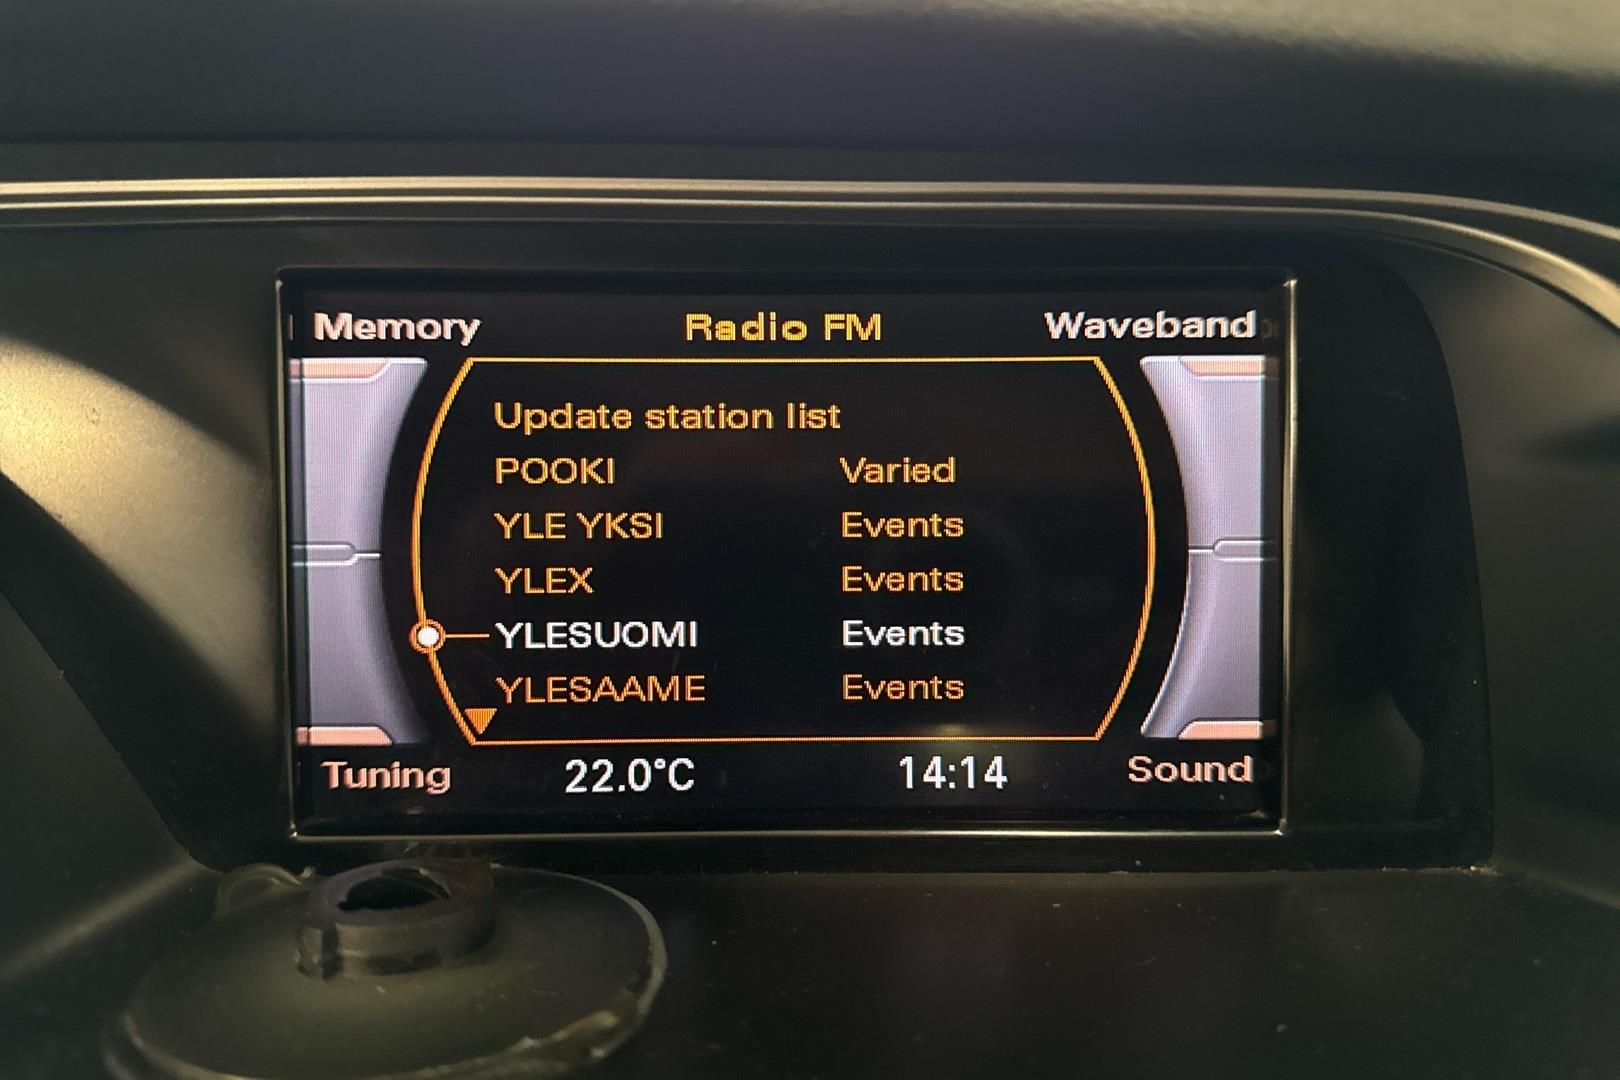 Memory Radio FM Waveband
Update station list
POOKI Varied
YLE YKSI Events
YLEX Events
YLESUOMI Events
YLESAAME Events
Tuning 22.0°C 14:14 Sound